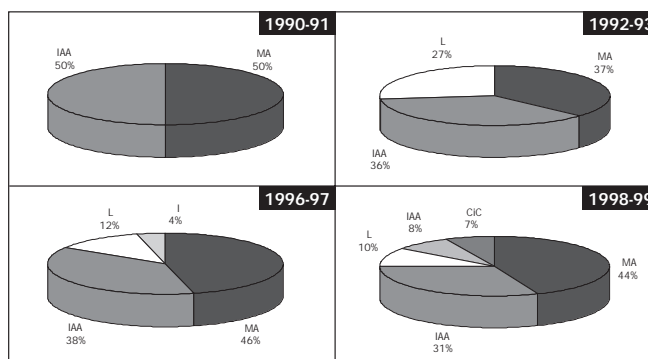 1990-91
IAA
50%
MA
50%
1992-93
L
27%
MA
37%
IAA
36%
1996-97
L
12%
I
4%
IAA
38%
MA
46%
1998-99
L
10%
IAA
8%
CiC
7%
MA
44%
IAA
31%